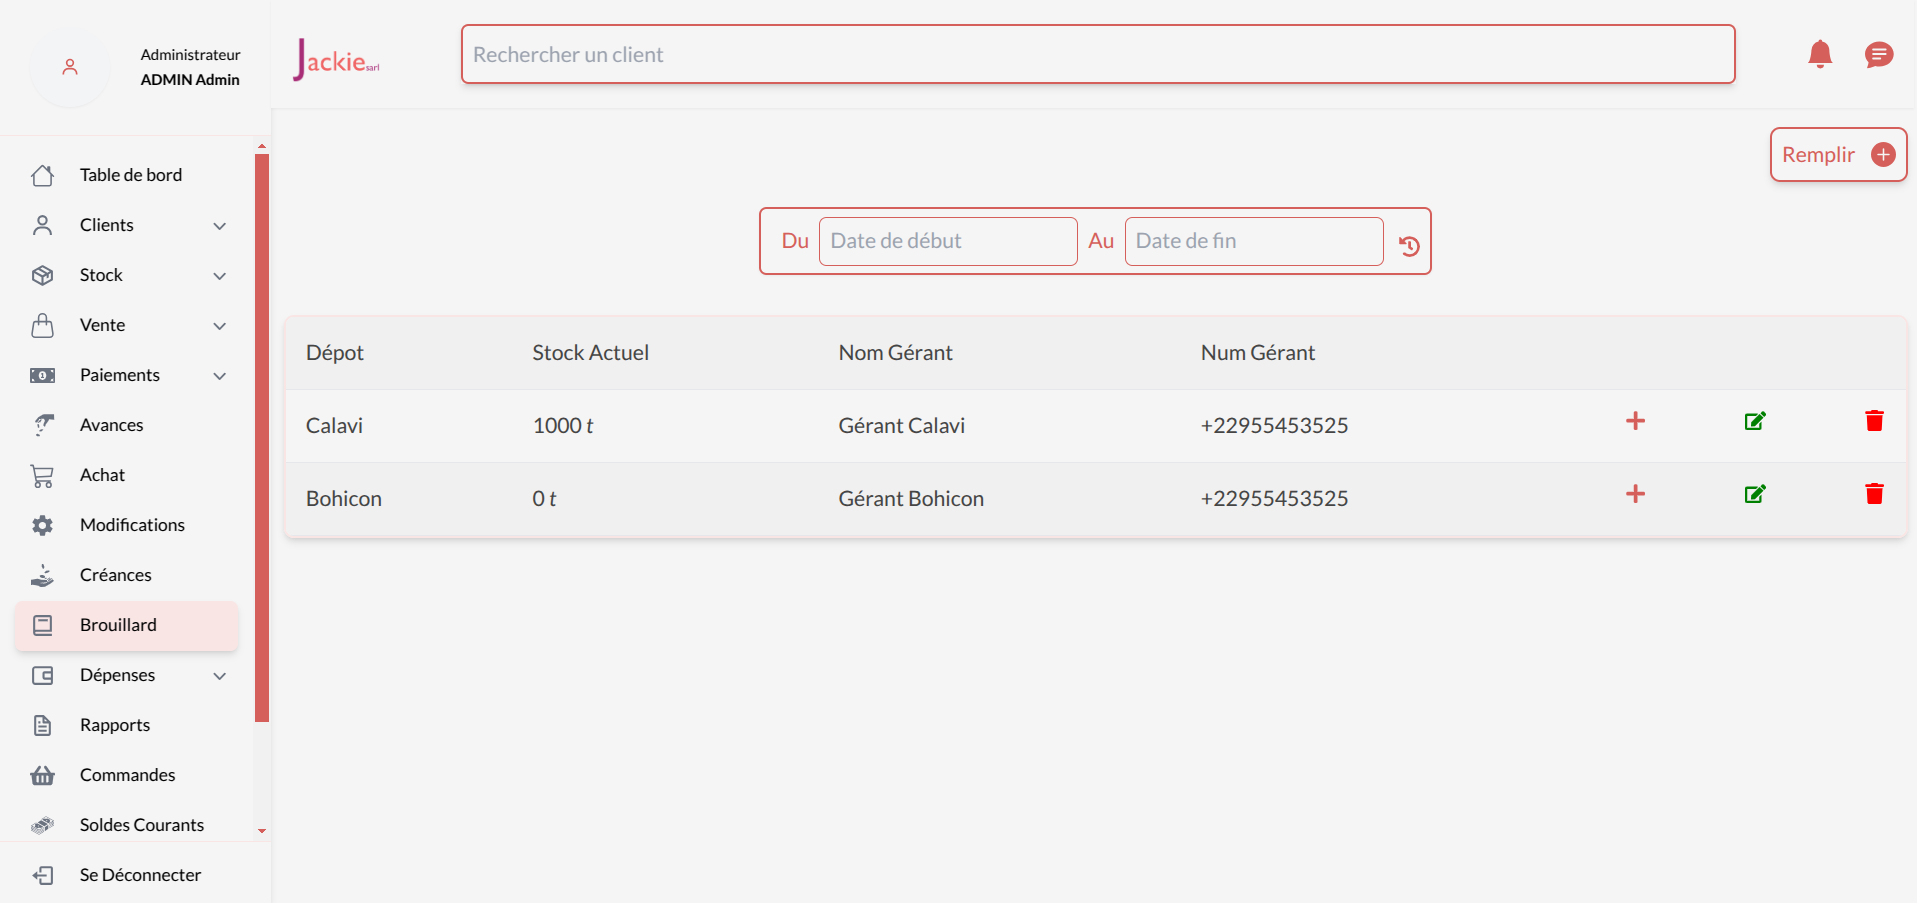 Administrateur
ADMIN Admin
Jackie sarl
Rechercher un client
Remplir
Du Date de début Au Date de fin
Table de bord
Clients
Stock
Vente
Paiements
Avances
Achat
Modifications
Créances
Brouillard
Dépenses
Rapports
Commandes
Soldes Courants
Se Déconnecter
Dépot Stock Actuel Nom Gérant Num Gérant
Calavi 1000 t Gérant Calavi +22955453525
Bohicon 0 t Gérant Bohicon +22955453525